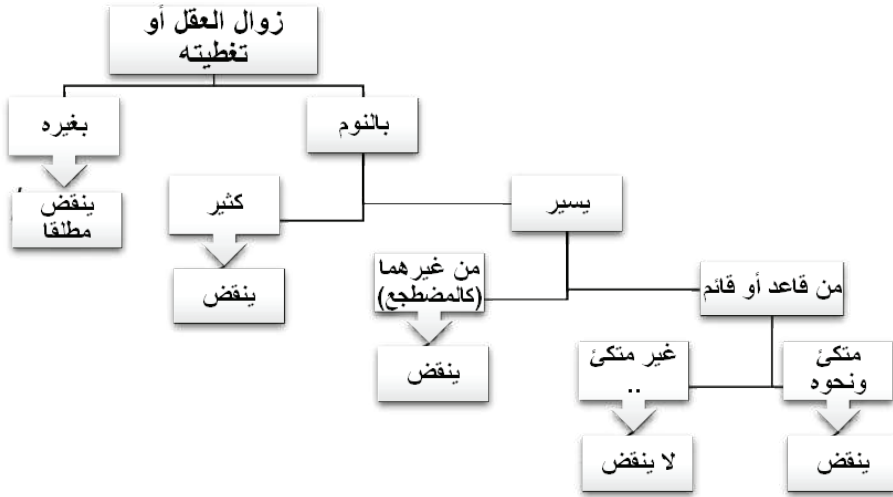 زوال العقل أو
تغطيته
بالنوم
بغيره
ينقض
مطلقا
يسير
كثير
ينقض
من قاعد أو قائم
من غيرهما
(كالمضطجع)
ينقض
متكئ
ونحوه
غير متكئ
..
ينقض
لا ينقض